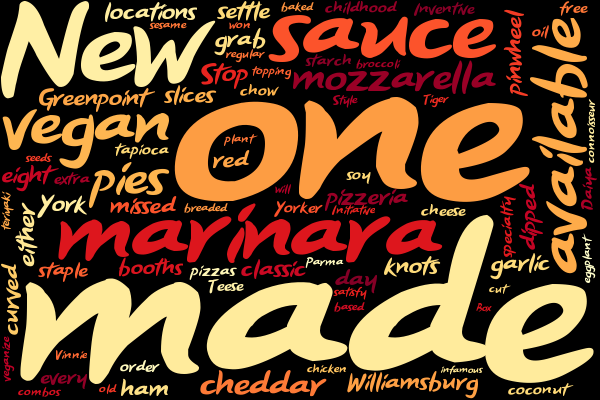 New
locations
settle
baked
childhood
Inventive
free
sesame
won
grab
regular
sauce
pinwheel
oil
available
Stop
topping
starch
broccoli
mozzarella
Greenpoint
slices
chow
Style
Tiger
connoisseur
vegan
tapioca
plant
red
one
soy
seeds
eight
extra
pies
will
pizzeria
Daiya
teriyaki
York
missed
breaded
Yorker
Initiative
cheese
specialty
dipped
either
marinara
eggplant
staple
booths
pizzas
classic
Parma
knots
garlic
curved
Teese
day
satisfy
based
cut
Box
made
veganize
Vinnie
order
chicken
infamous
every
combos
old
ham
cheddar
Williamsburg
coconut